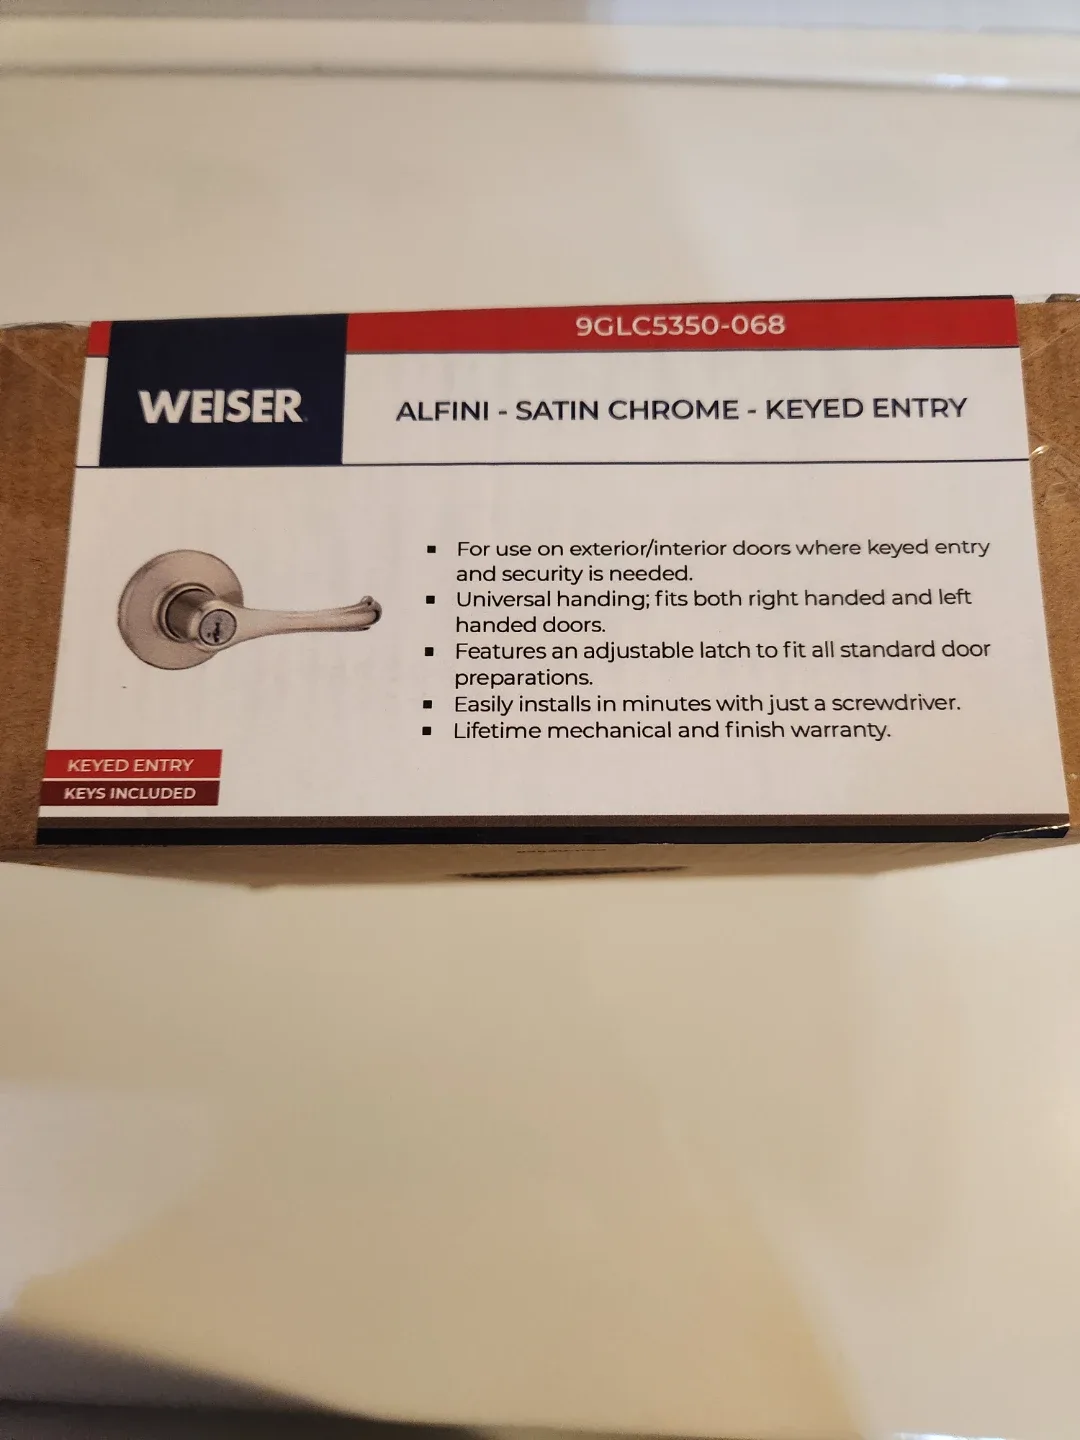 9GLC5350-068
WEISER
ALFINI - SATIN CHROME - KEYED ENTRY
▪ For use on exterior/interior doors where keyed entry
and security is needed.
▪ Universal handing; fits both right handed and left
handed doors.
▪ Features an adjustable latch to fit all standard door
preparations.
▪ Easily installs in minutes with just a screwdriver.
▪ Lifetime mechanical and finish warranty.
KEYED ENTRY
KEYS INCLUDED